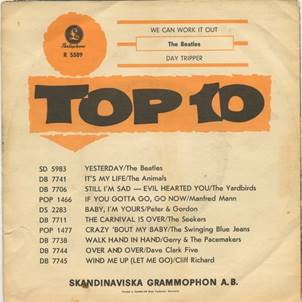 WE CAN WORK IT OUT
Parlophone
R 5389
The Beatles
DAY TRIPPER
TOP 10
SD 5983 YESTERDAY/The Beatles
DB 7741 IT'S MY LIFE/The Animals
DB 7706 STILL I'M SAD — EVIL HEARTED YOU/The Yardbirds
POP 1466 IF YOU GOTTA GO, GO NOW/Manfred Mann
DS 2283 BABY, I'M YOURS/Peter & Gordon
DB 7711 THE CARNIVAL IS OVER/The Seekers
POP 1477 CRAZY 'BOUT MY BABY/The Swinging Blue Jeans
DB 7738 WALK HAND IN HAND/Gerry & The Pacemakers
DB 7744 OVER AND OVER/Dave Clark Five
DB 7745 WIND ME UP (LET ME GO)/Cliff Richard
SKANDINAVISKA GRAMMOPHON A.B.